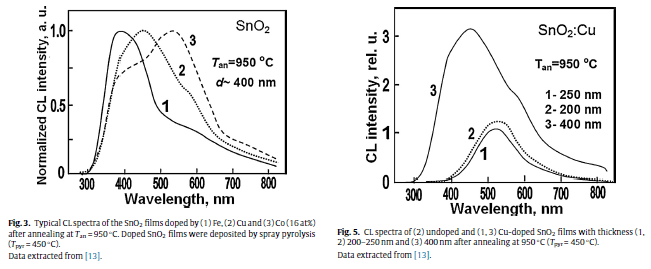 Normalized CL intensity, a. u.
1.0
0.5
0
SnO2
Tan=950 °C
d~ 400 nm
1
2
3
300 400 500 600 700 800
Wavelength, nm
Fig. 3. Typical CL spectra of the SnO2 films doped by (1) Fe, (2) Cu and (3) Co (16 at%)
after annealing at Tan = 950 °C. Doped SnO2 films were deposited by spray pyrolysis
(Tpyr = 450 °C).
Data extracted from [13].
CL intensity, rel. u.
3
2
1
0
SnO2:Cu
Tan=950 °C
1- 250 nm
2- 200 nm
3- 400 nm
3
2
1
300 400 500 600 700 800
Wavelength, nm
Fig. 5. CL spectra of (2) undoped and (1, 3) Cu-doped SnO2 films with thickness (1,
2) 200–250 nm and (3) 400 nm after annealing at 950 °C (Tpyr = 450 °C).
Data extracted from [13].